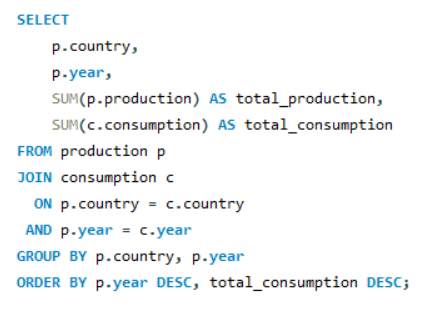 SELECT
    p.country,
    p.year,
    SUM(p.production) AS total_production,
    SUM(c.consumption) AS total_consumption
FROM production p
JOIN consumption c
  ON p.country = c.country
 AND p.year = c.year
GROUP BY p.country, p.year
ORDER BY p.year DESC, total_consumption DESC;